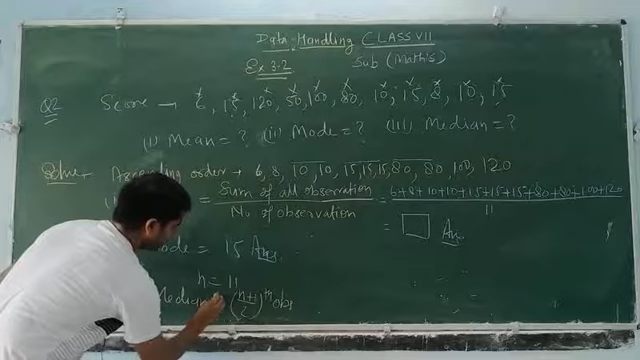 Data Handling CLASS VII
Ex 3.2 Sub (Maths)
Q2 Score → 6, 15, 120, 50, 100, 80, 10, 15, 8, 10, 15
(i) Mean = ? (ii) Mode = ? (iii) Median = ?
Solve - Ascending order → 6, 8, 10, 10, 15, 15, 15, 80, 80, 100, 120
= Sum of all observation / No of observation = 6+8+10+10+15+15+15+80+80+100+120 / 11
= Ans
Mode = 15 Ans
n = 11
Median (n+1/2)th obs